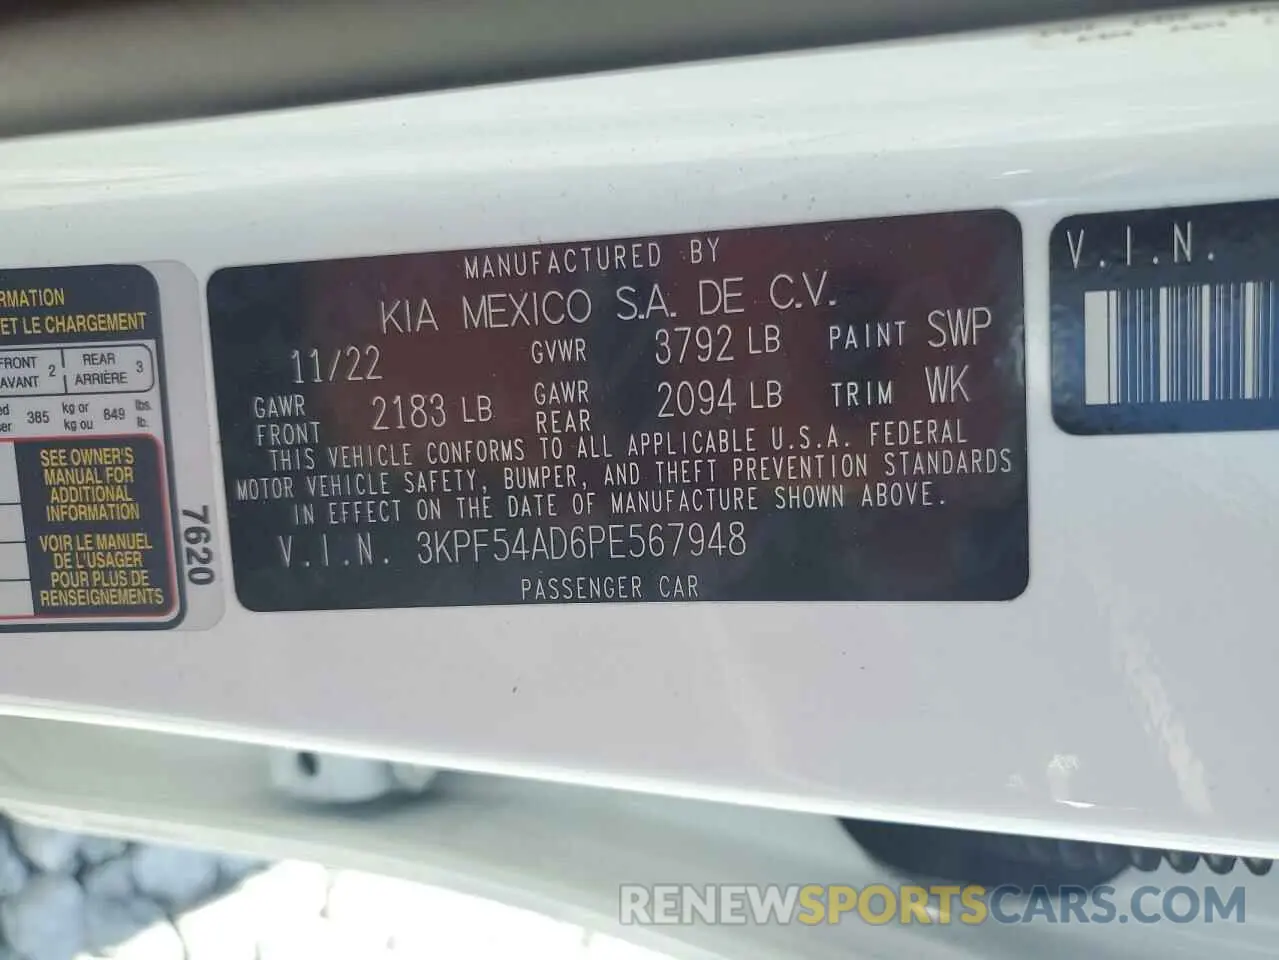 RMATION
ET LE CHARGEMENT
FRONT
AVANT 2
REAR
ARRIÈRE 3
385 kg or
kg ou 849 lbs.
lb.
SEE OWNER'S
MANUAL FOR
ADDITIONAL
INFORMATION
VOIR LE MANUEL
DE L'USAGER
POUR PLUS DE
RENSEIGNEMENTS
7620
MANUFACTURED BY
KIA MEXICO S.A. DE C.V.
11/22 GVWR 3792 LB PAINT SWP
GAWR
FRONT 2183 LB GAWR
REAR 2094 LB TRIM WK
THIS VEHICLE CONFORMS TO ALL APPLICABLE U.S.A. FEDERAL
MOTOR VEHICLE SAFETY, BUMPER, AND THEFT PREVENTION STANDARDS
IN EFFECT ON THE DATE OF MANUFACTURE SHOWN ABOVE.
V.I.N. 3KPF54AD6PE567948
PASSENGER CAR
V.I.N.
RENEWSPORTSCARS.COM